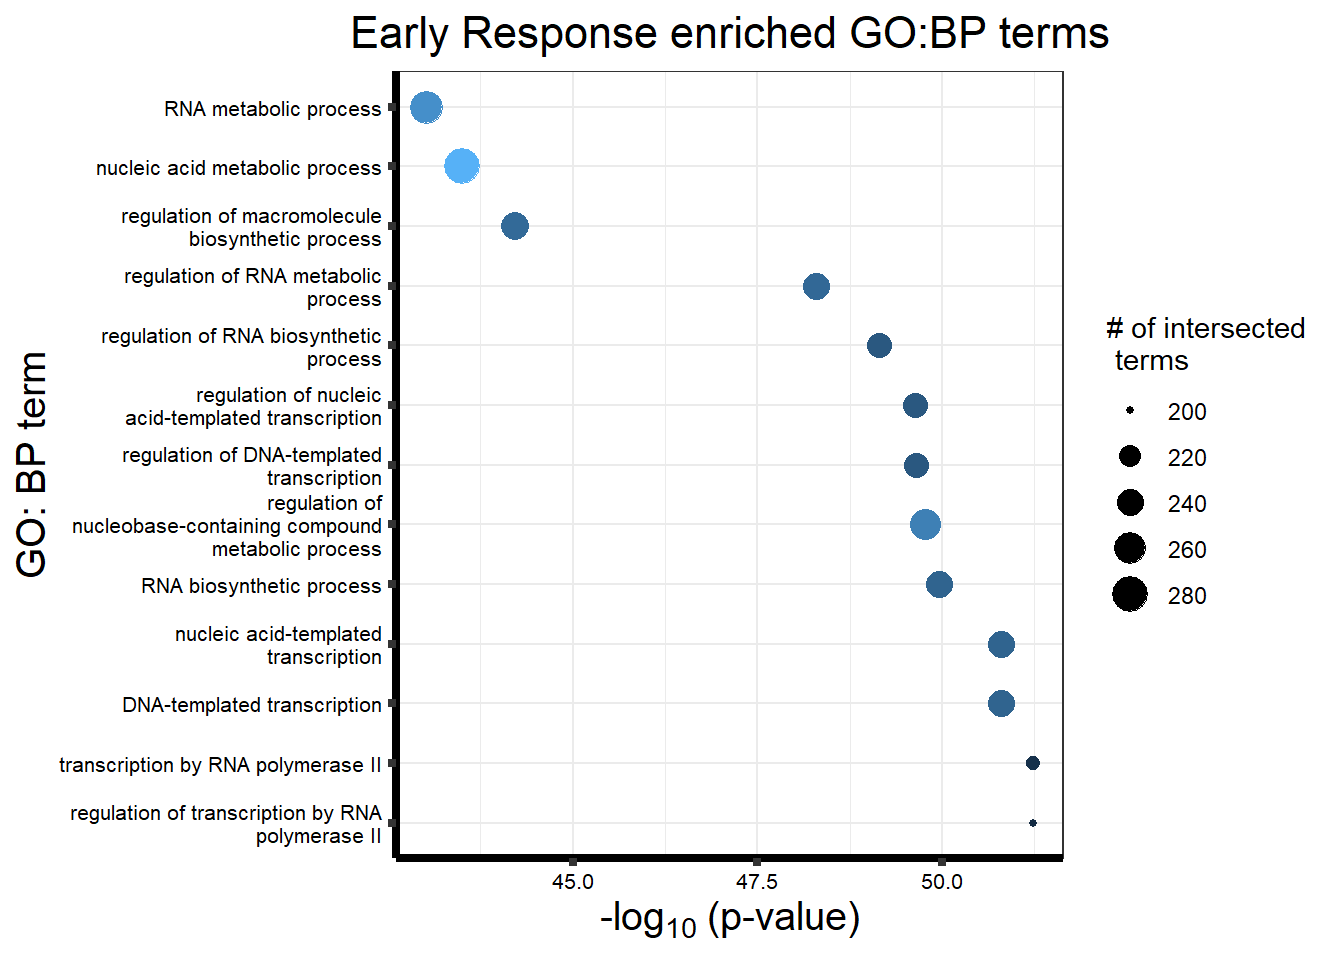 Early Response enriched GO:BP terms
GO: BP term
RNA metabolic process
nucleic acid metabolic process
regulation of macromolecule
biosynthetic process
regulation of RNA metabolic
process
regulation of RNA biosynthetic
process
regulation of nucleic
acid-templated transcription
regulation of DNA-templated
transcription
regulation of
nucleobase-containing compound
metabolic process
RNA biosynthetic process
nucleic acid-templated
transcription
DNA-templated transcription
transcription by RNA polymerase II
regulation of transcription by RNA
polymerase II
45.0 47.5 50.0
-log10 (p-value)
# of intersected
terms
200
220
240
260
280